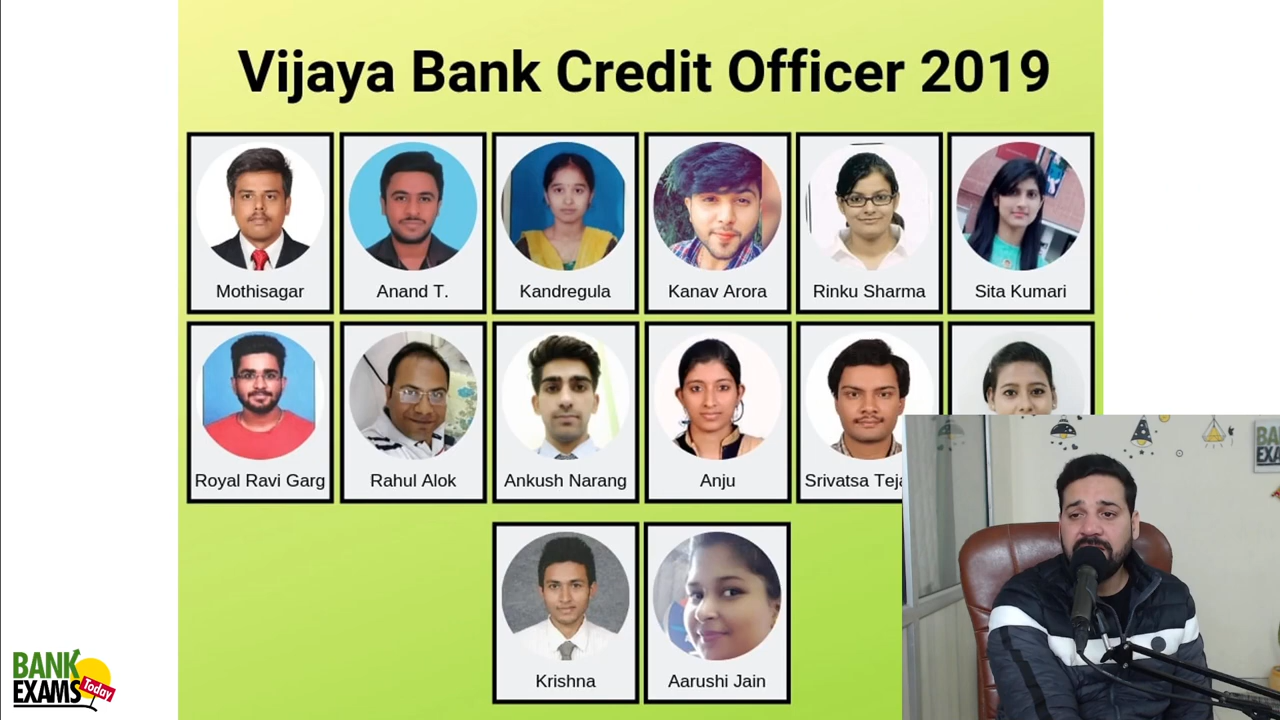 Vijaya Bank Credit Officer 2019
Mothisagar
Anand T.
Kandregula
Kanav Arora
Rinku Sharma
Sita Kumari
Royal Ravi Garg
Rahul Alok
Ankush Narang
Anju
Srivatsa
Krishna
Aarushi Jain
BANK
EXAMS
Today